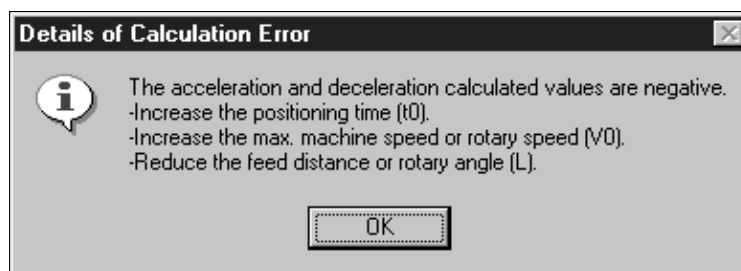 Details of Calculation Error
The acceleration and deceleration calculated values are negative.
-Increase the positioning time (t0).
-Increase the max. machine speed or rotary speed (V0).
-Reduce the feed distance or rotary angle (L).
OK